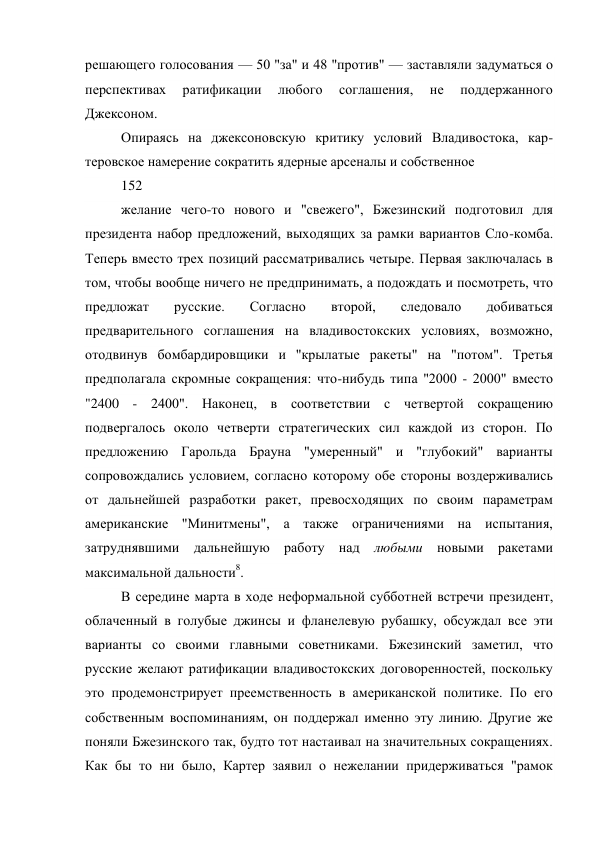 решающего голосования — 50 "за" и 48 "против" — заставляли задуматься о
перспективах ратификации любого соглашения, не поддержанного
Джексоном.
Опираясь на джексоновскую критику условий Владивостока, кар-
теровское намерение сократить ядерные арсеналы и собственное
152
желание чего-то нового и "свежего", Бжезинский подготовил для
президента набор предложений, выходящих за рамки вариантов Сло-комба.
Теперь вместо трех позиций рассматривались четыре. Первая заключалась в
том, чтобы вообще ничего не предпринимать, а подождать и посмотреть, что
предложат русские. Согласно второй, следовало добиваться
предварительного соглашения на владивостокских условиях, возможно,
отодвинув бомбардировщики и "крылатые ракеты" на "потом". Третья
предполагала скромные сокращения: что-нибудь типа "2000 - 2000" вместо
"2400 - 2400". Наконец, в соответствии с четвертой сокращению
подвергалось около четверти стратегических сил каждой из сторон. По
предложению Гарольда Брауна "умеренный" и "глубокий" варианты
сопровождались условием, согласно которому обе стороны воздерживались
от дальнейшей разработки ракет, превосходящих по своим параметрам
американские "Минитмены", а также ограничениями на испытания,
затруднявшими дальнейшую работу над любыми новыми ракетами
максимальной дальности8.
В середине марта в ходе неформальной субботней встречи президент,
облаченный в голубые джинсы и фланелевую рубашку, обсуждал все эти
варианты со своими главными советниками. Бжезинский заметил, что
русские желают ратификации владивостокских договоренностей, поскольку
это продемонстрирует преемственность в американской политике. По его
собственным воспоминаниям, он поддержал именно эту линию. Другие же
поняли Бжезинского так, будто тот настаивал на значительных сокращениях.
Как бы то ни было, Картер заявил о нежелании придерживаться "рамок